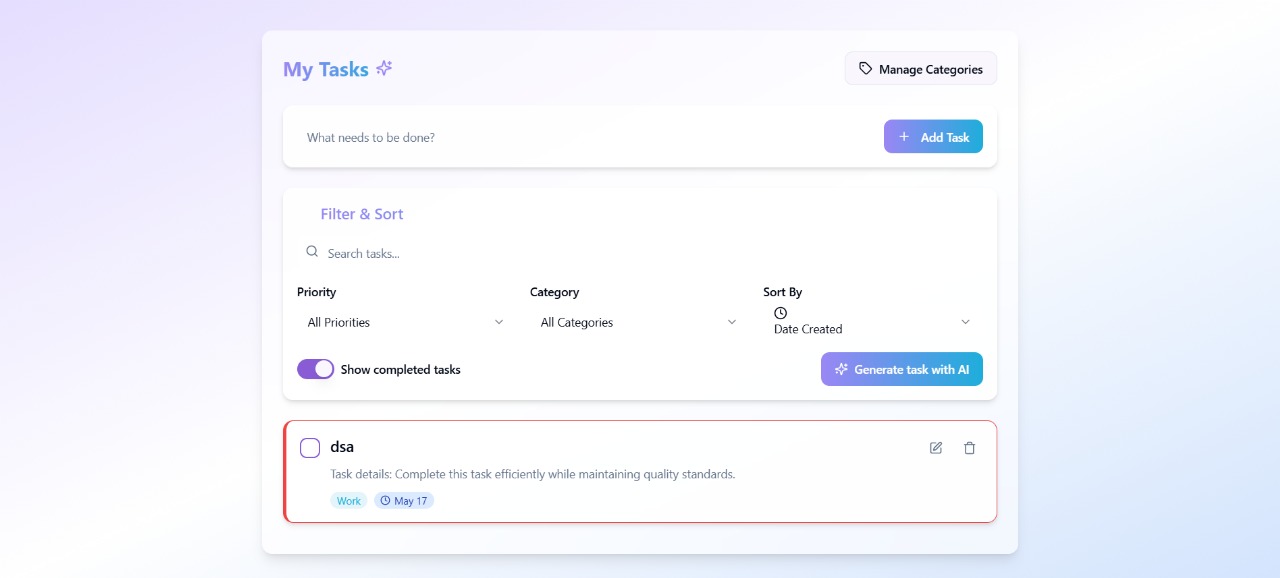 My Tasks
Manage Categories
What needs to be done?
Add Task
Filter & Sort
Search tasks...
Priority
Category
Sort By
All Priorities
All Categories
Date Created
Show completed tasks
Generate task with AI
dsa
Task details: Complete this task efficiently while maintaining quality standards.
Work
May 17